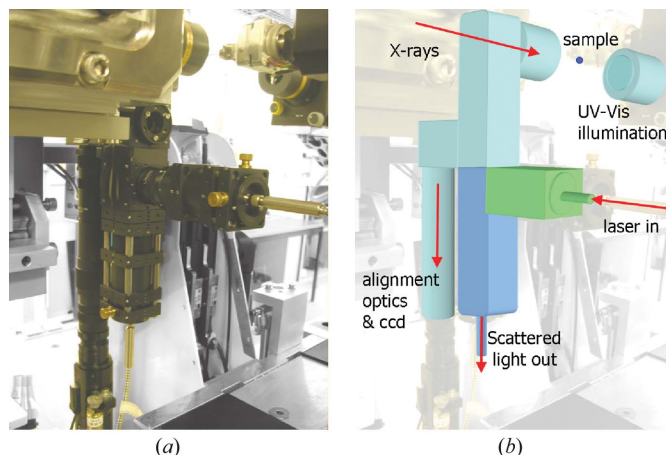 X-rays
sample
UV-Vis
illumination
laser in
alignment
optics
& ccd
Scattered
light out
(a)
(b)